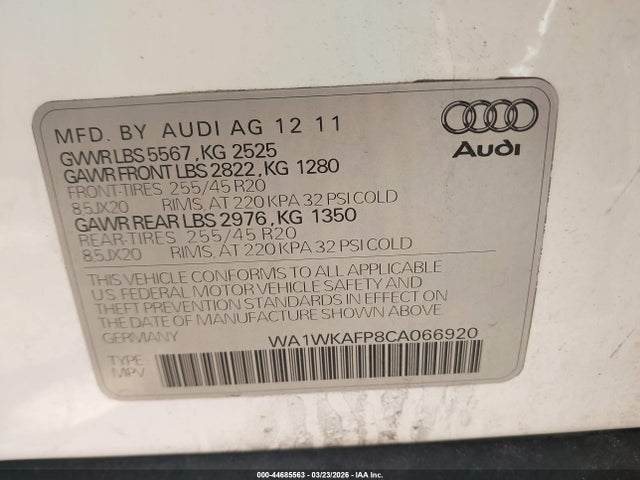 MFD. BY AUDI AG 12 11
GVWR LBS 5567, KG 2525
GAWR FRONT LBS 2822, KG 1280
FRONT-TIRES 255/45 R20
8.5JX20 RIMS, AT 220 KPA 32 PSI COLD
GAWR REAR LBS 2976, KG 1350
REAR-TIRES 255/45 R20
8.5JX20 RIMS, AT 220 KPA 32 PSI COLD
THIS VEHICLE CONFORMS TO ALL APPLICABLE
US FEDERAL MOTOR VEHICLE SAFETY AND
THEFT PREVENTION STANDARDS IN EFFECT ON
THE DATE OF MANUFACTURE SHOWN ABOVE
GERMANY WA1WKAFP8CA066920
TYPE
MPV
Audi
000-44685563 | 03/23/2026 - IAA Inc.